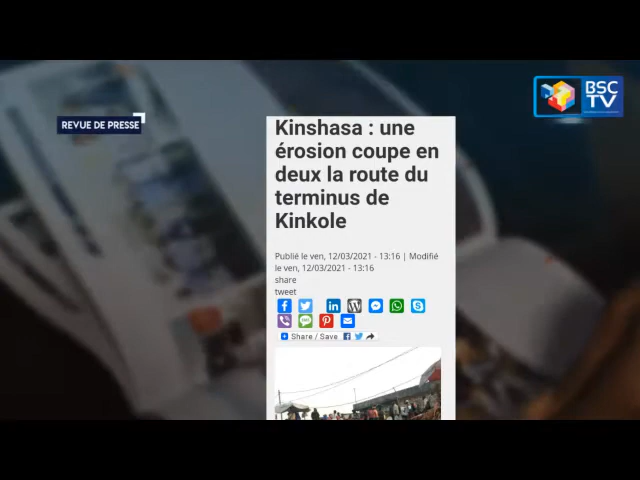 BSC
TV
REVUE DE PRESSE
Kinshasa : une
érosion coupe en
deux la route du
terminus de
Kinkole
Publié le ven, 12/03/2021 - 13:16 | Modifié
le ven, 12/03/2021 - 13:16
share
tweet
Share / Save